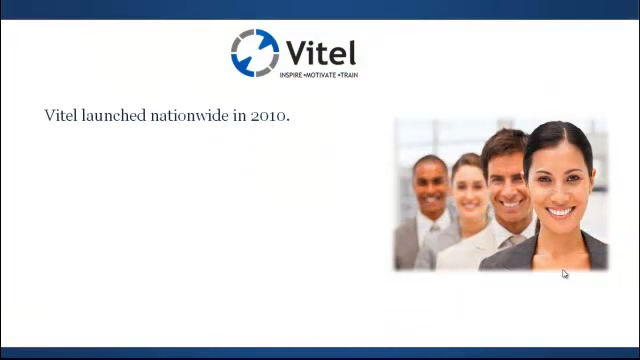 Vitel
INSPIRE •MOTIVATE •TRAIN
Vitel launched nationwide in 2010.